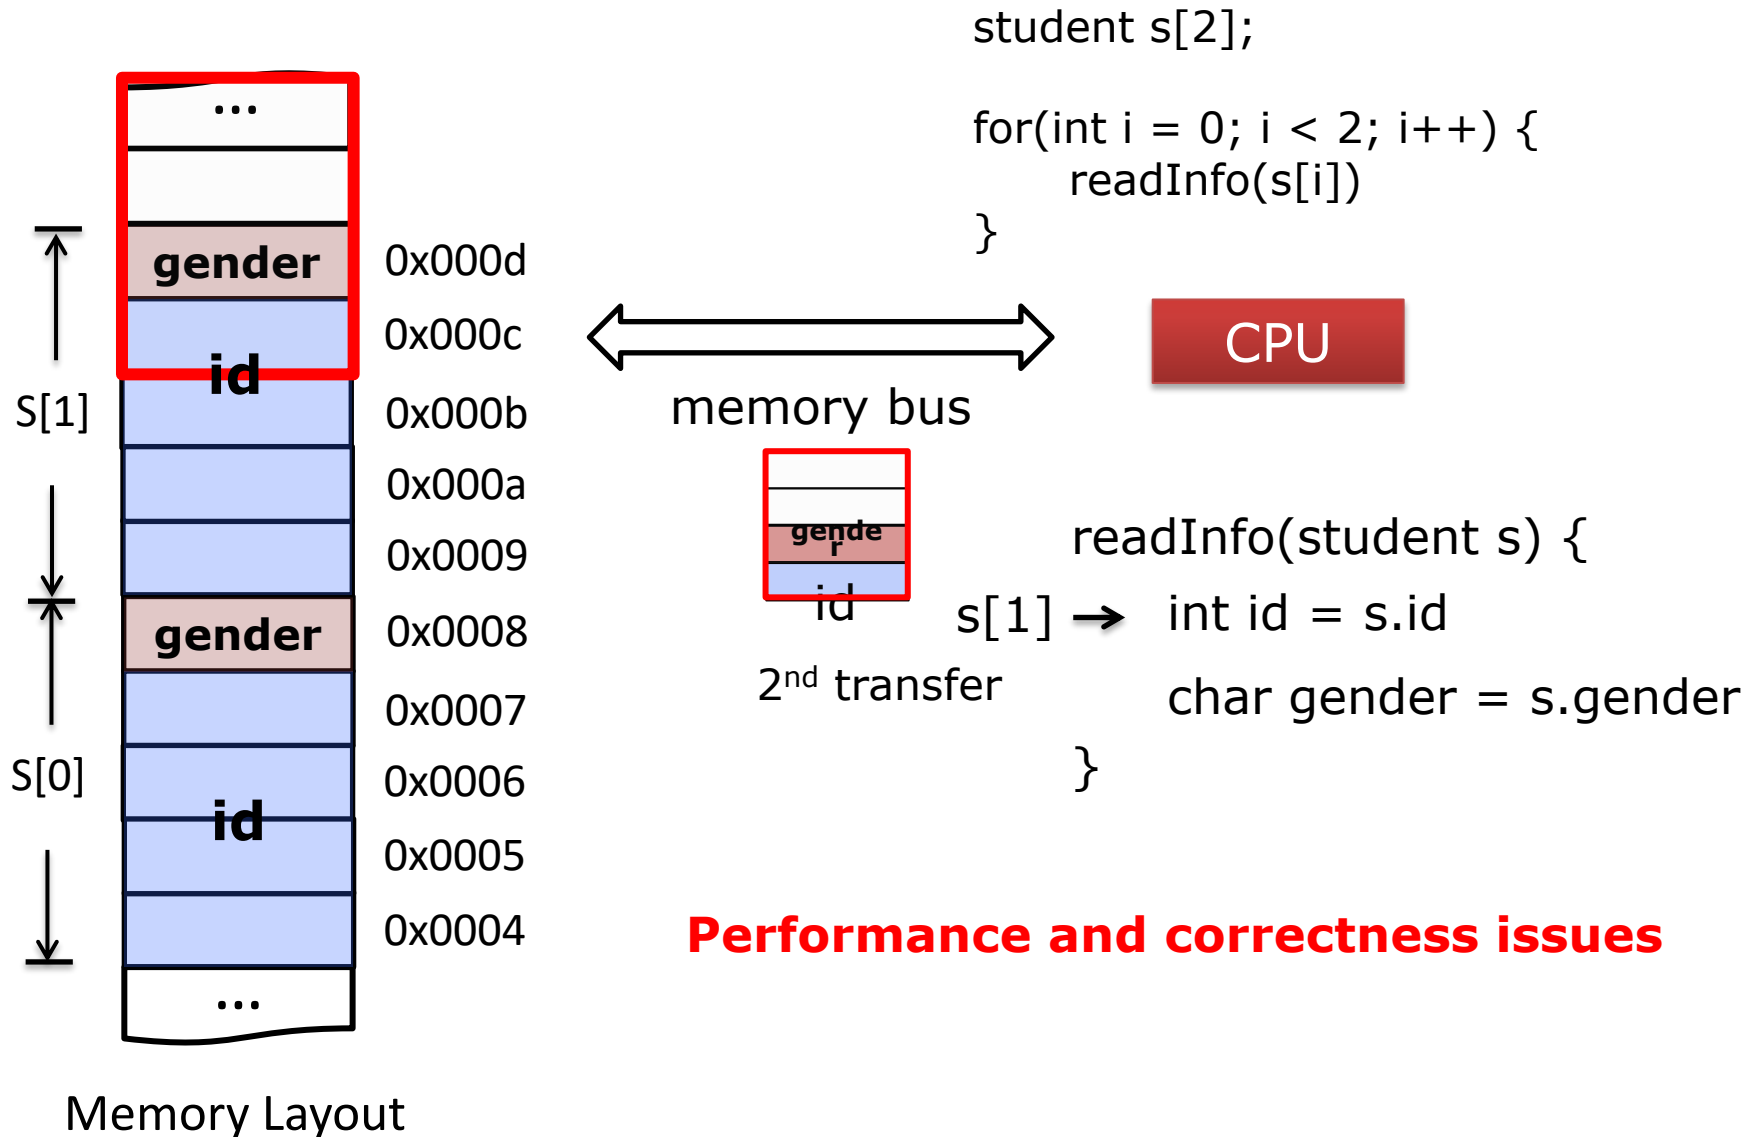 student s[2];
for(int i = 0; i < 2; i++) {
readInfo(s[i])
}
...
gender
0x000d
0x000c
id
S[1]
0x000b
0x000a
0x0009
gender
0x0008
0x0007
S[0]
0x0006
id
0x0005
0x0004
...
Memory Layout
CPU
memory bus
gende
r
id
2nd transfer
readInfo(student s) {
s[1]
int id = s.id
char gender = s.gender
}
Performance and correctness issues